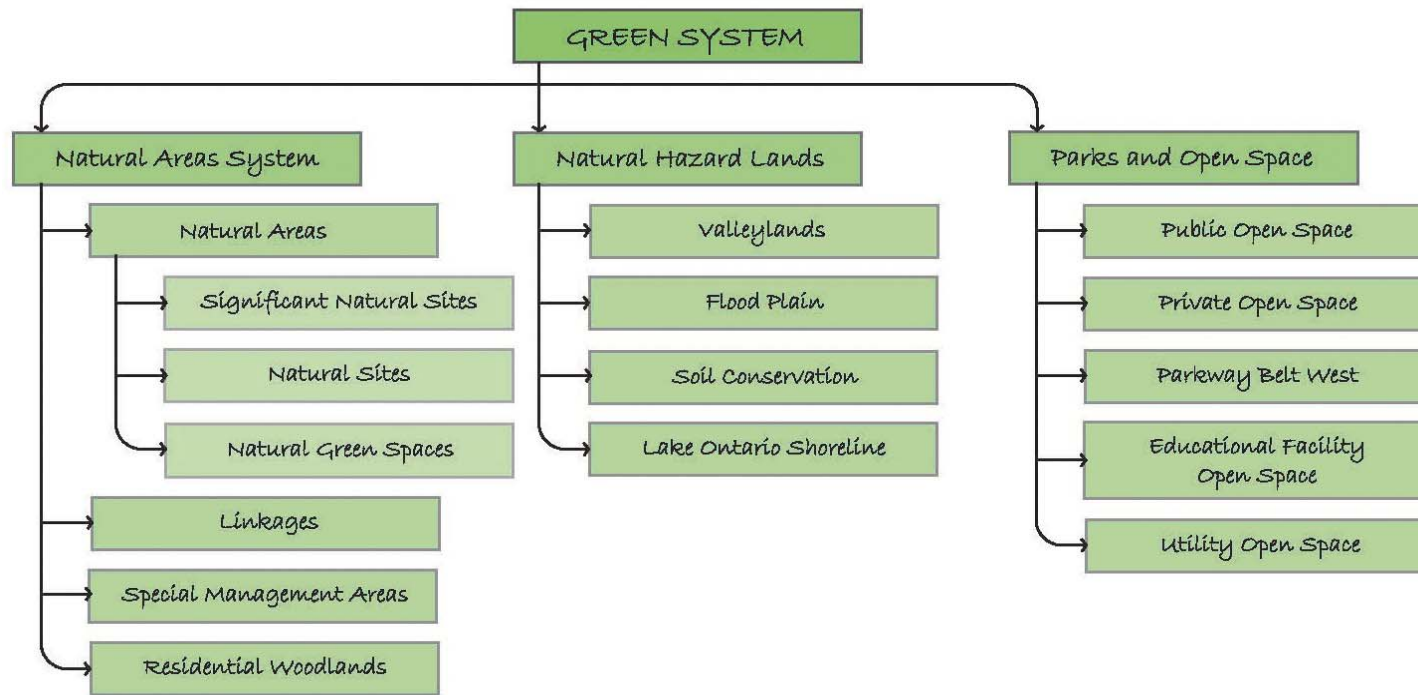 GREEN SYSTEM
Natural Areas System
Natural Areas
Significant Natural Sites
Natural Sites
Natural Green Spaces
Linkages
Special Management Areas
Residential Woodlands
Natural Hazard Lands
Valleylands
Flood Plain
Soil Conservation
Lake Ontario Shoreline
Parks and Open Space
Public Open Space
Private Open Space
Parkway Belt West
Educational Facility
Open Space
Utility Open Space